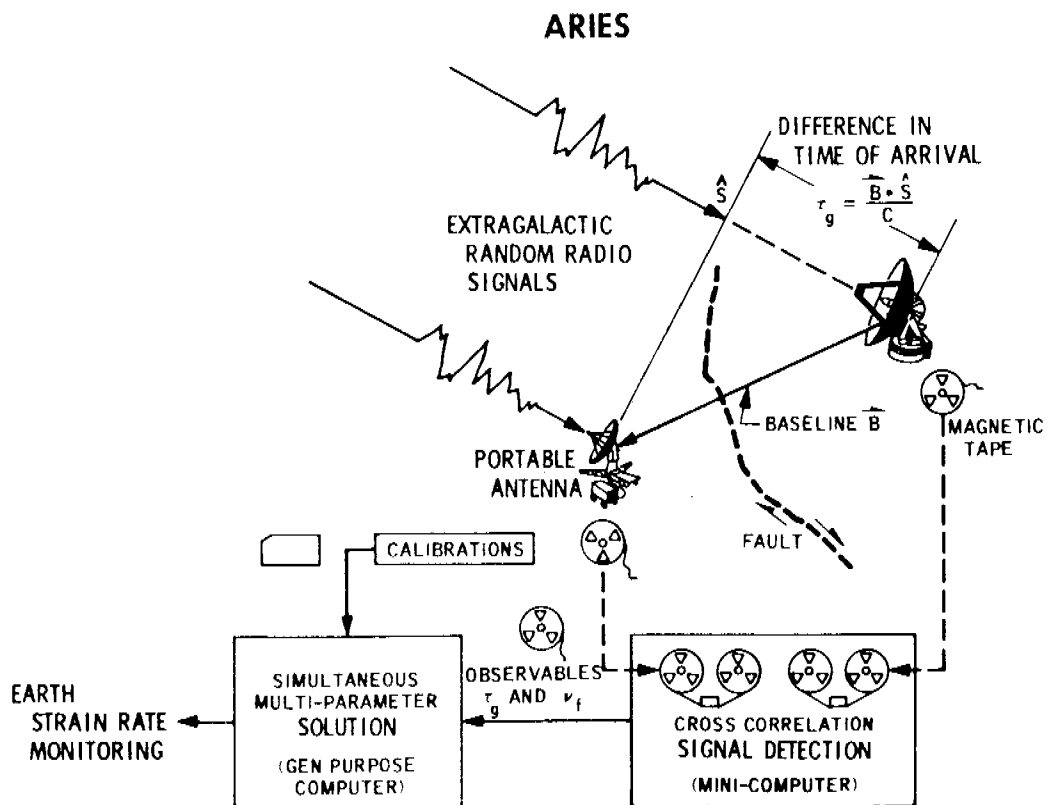 ARIES
DIFFERENCE IN
TIME OF ARRIVAL
τg = B⃗ • Ŝ / C
Ŝ
EXTRAGALACTIC
RANDOM RADIO
SIGNALS
BASELINE B⃗
MAGNETIC
TAPE
PORTABLE
ANTENNA
FAULT
CALIBRATIONS
SIMULTANEOUS
MULTI-PARAMETER
SOLUTION
(GEN PURPOSE
COMPUTER)
OBSERVABLES
τg AND νf
CROSS CORRELATION
SIGNAL DETECTION
(MINI-COMPUTER)
EARTH
STRAIN RATE
MONITORING